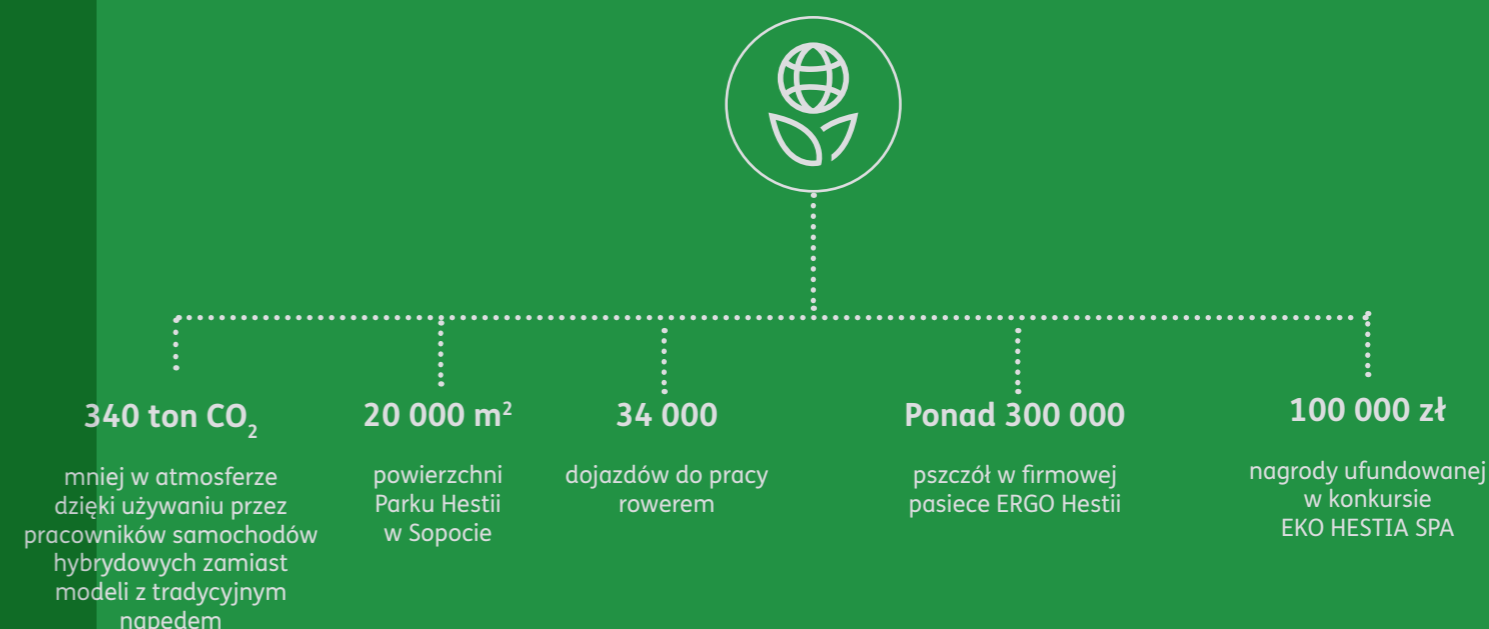 340 ton CO₂
mniej w atmosferze
dzięki używaniu przez
pracowników samochodów
hybrydowych zamiast
modeli z tradycyjnym
napędem
20 000 m²
powierzchni
Parku Hestii
w Sopocie
34 000
dojazdów do pracy
rowerem
Ponad 300 000
pszczół w firmowej
pasiece ERGO Hestii
100 000 zł
nagrody ufundowanej
w konkursie
EKO HESTIA SPA